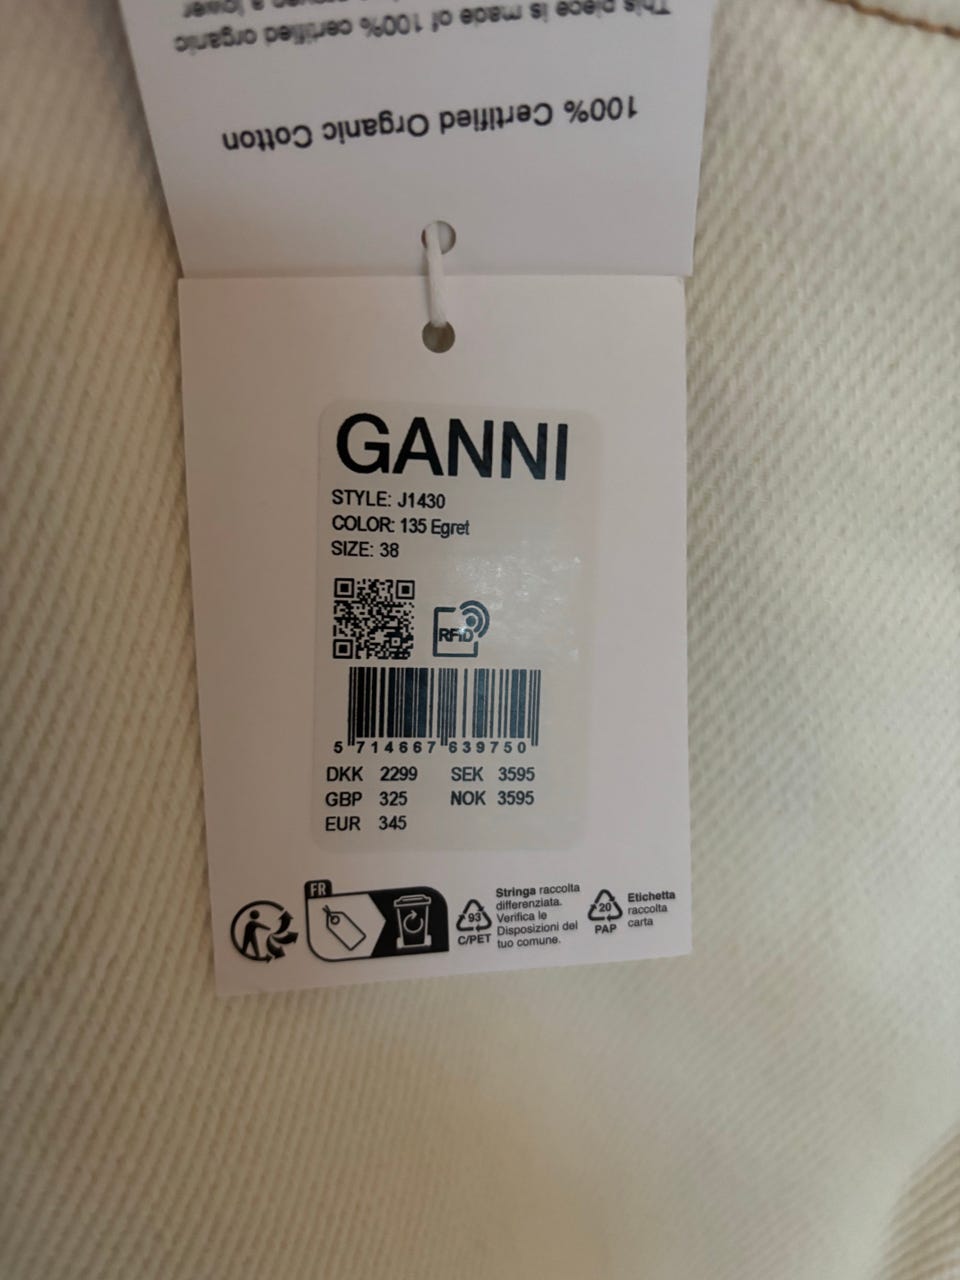 This piece is made of 100% certified organic
100% Certified Organic Cotton
GANNI
STYLE: J1430
COLOR: 135 Egret
SIZE: 38
RFID
5 714667 639750
DKK 2299 SEK 3595
GBP 325 NOK 3595
EUR 345
FR
93
C/PET
Stringa raccolta
differenziata.
Verifica le
Disposizioni del
tuo comune.
20
PAP
Etichetta
raccolta
carta